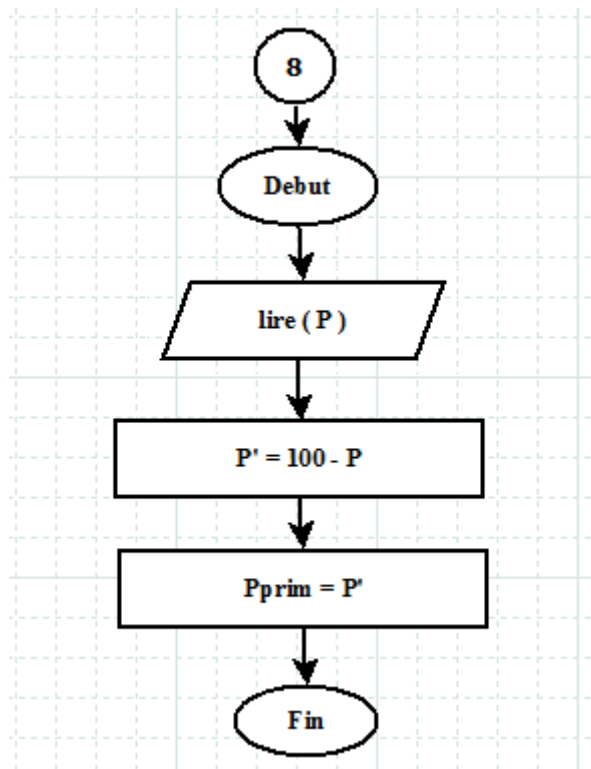 8
Debut
lire ( P )
P' = 100 - P
Pprim = P'
Fin